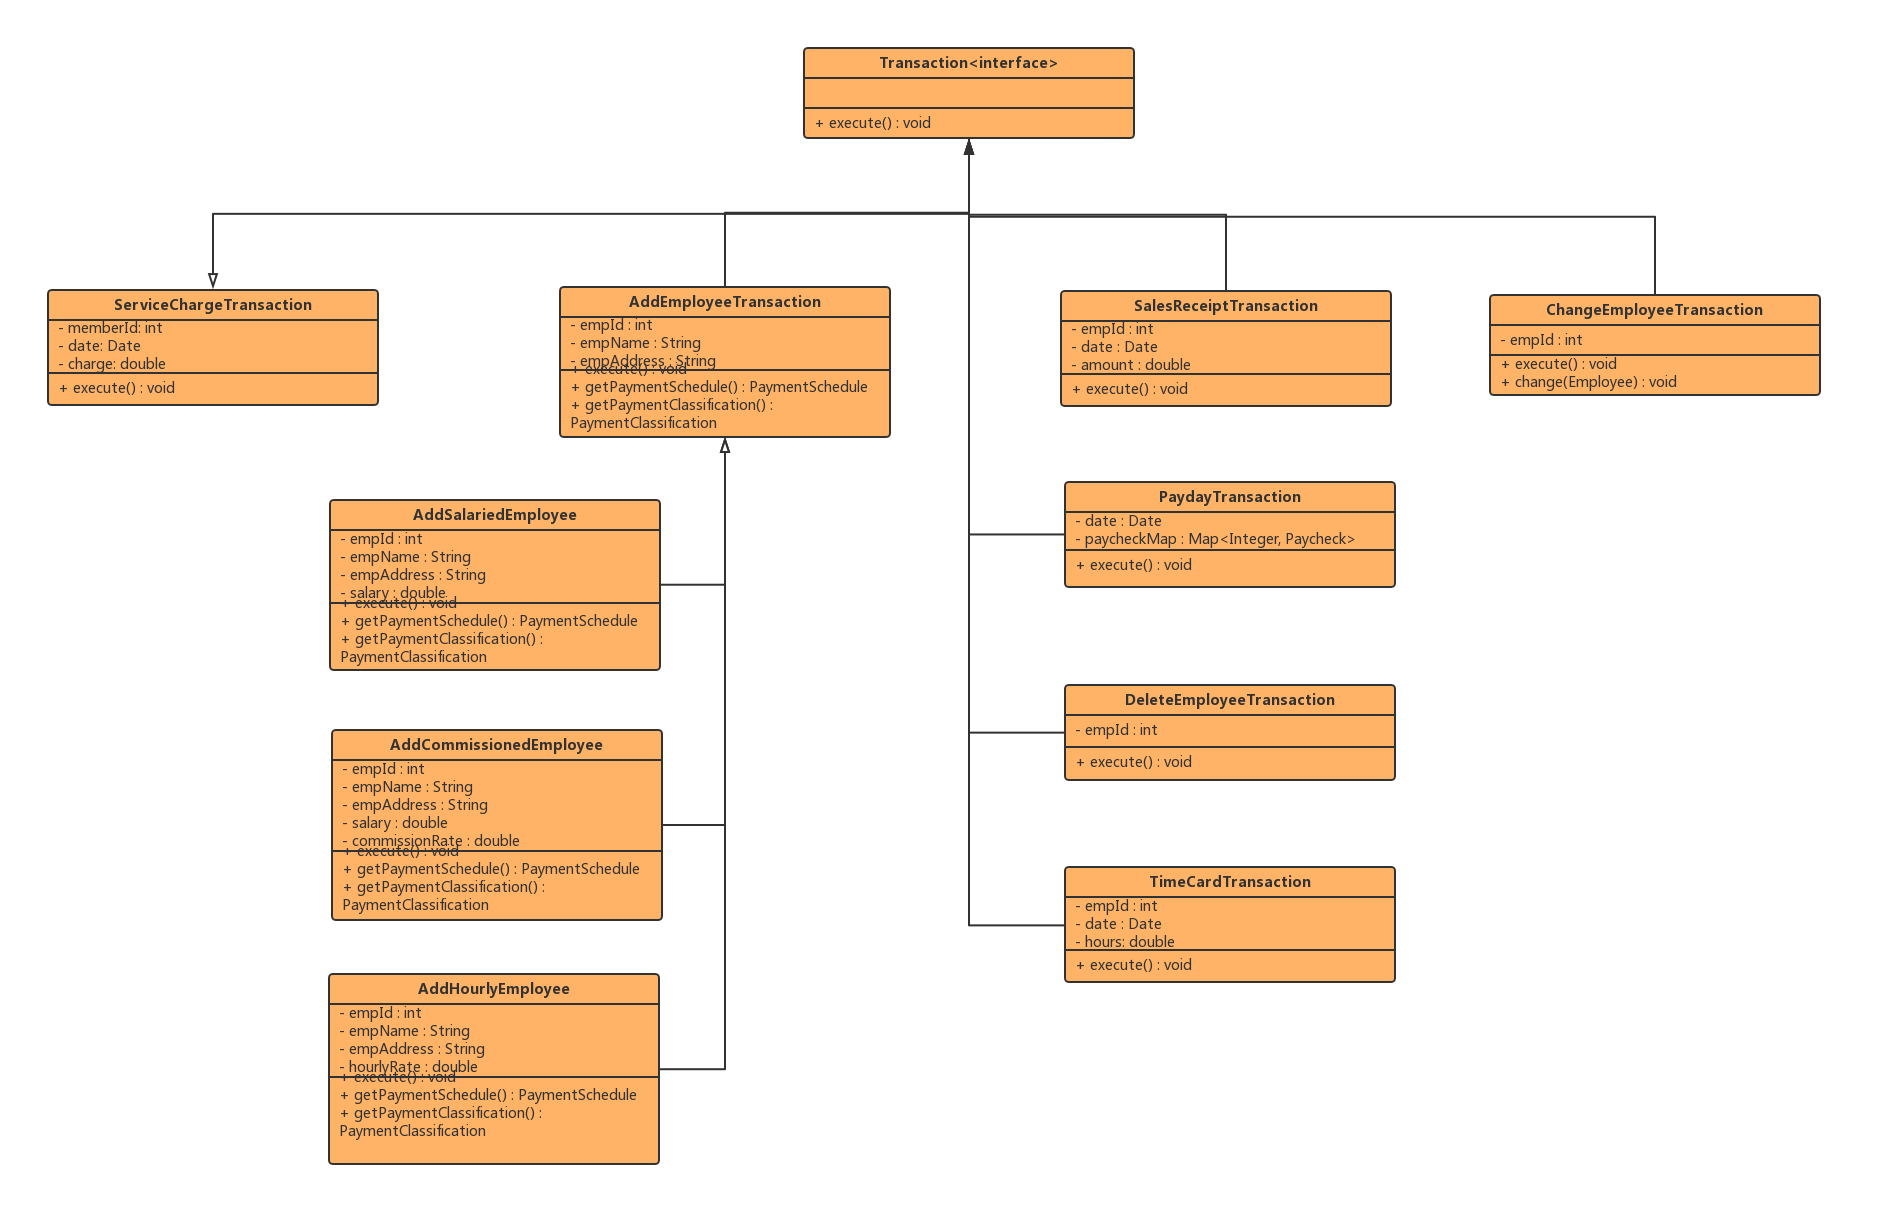 Transaction<interface>
+ execute() : void
ServiceChargeTransaction
- memberId: int
- date: Date
- charge: double
+ execute() : void
AddEmployeeTransaction
- empId : int
- empName : String
- empAddress : String
+ execute() : void
+ getPaymentSchedule() : PaymentSchedule
+ getPaymentClassification() :
PaymentClassification
SalesReceiptTransaction
- empId : int
- date : Date
- amount : double
+ execute() : void
ChangeEmployeeTransaction
- empId : int
+ execute() : void
+ change(Employee) : void
AddSalariedEmployee
- empId : int
- empName : String
- empAddress : String
- salary : double
+ execute() : void
+ getPaymentSchedule() : PaymentSchedule
+ getPaymentClassification() :
PaymentClassification
PaydayTransaction
- date : Date
- paycheckMap : Map<Integer, Paycheck>
+ execute() : void
DeleteEmployeeTransaction
- empId : int
+ execute() : void
AddCommissionedEmployee
- empId : int
- empName : String
- empAddress : String
- salary : double
- commissionRate : double
+ execute() : void
+ getPaymentSchedule() : PaymentSchedule
+ getPaymentClassification() :
PaymentClassification
TimeCardTransaction
- empId : int
- date : Date
- hours: double
+ execute() : void
AddHourlyEmployee
- empId : int
- empName : String
- empAddress : String
- hourlyRate : double
+ execute() : void
+ getPaymentSchedule() : PaymentSchedule
+ getPaymentClassification() :
PaymentClassification